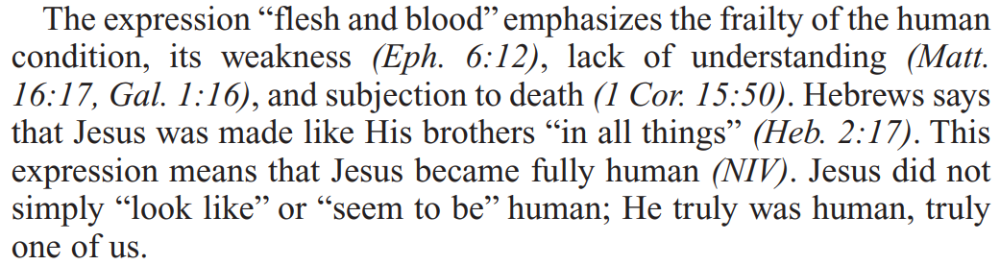 The expression “flesh and blood” emphasizes the frailty of the human
condition, its weakness (Eph. 6:12), lack of understanding (Matt.
16:17, Gal. 1:16), and subjection to death (1 Cor. 15:50). Hebrews says
that Jesus was made like His brothers “in all things” (Heb. 2:17). This
expression means that Jesus became fully human (NIV). Jesus did not
simply “look like” or “seem to be” human; He truly was human, truly
one of us.